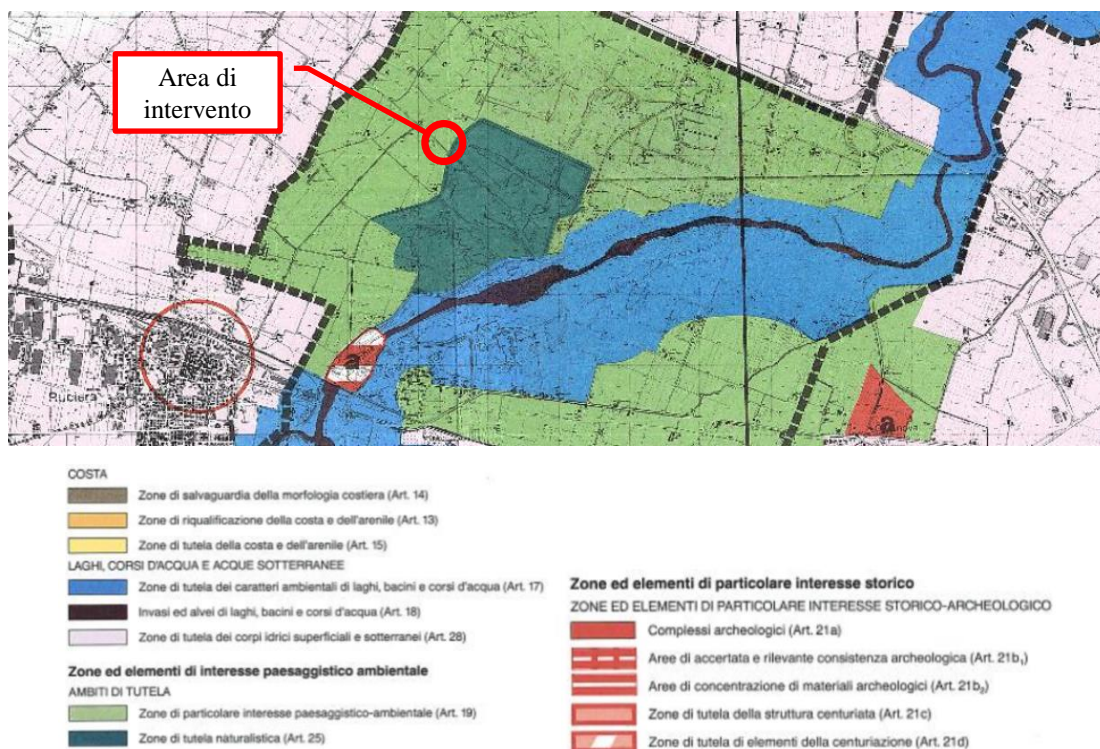 Area di
intervento
Rubiera
a
a
COSTA
Zone di salvaguardia della morfologia costiera (Art. 14)
Zone di riqualificazione della costa e dell'arenile (Art. 13)
Zone di tutela della costa e dell'arenile (Art. 15)
LAGHI, CORSI D'ACQUA E ACQUE SOTTERRANEE
Zone di tutela dei caratteri ambientali di laghi, bacini e corsi d'acqua (Art. 17)
Invasi ed alvei di laghi, bacini e corsi d'acqua (Art. 18)
Zone di tutela dei corpi idrici superficiali e sotterranei (Art. 28)
Zone ed elementi di interesse paesaggistico ambientale
AMBITI DI TUTELA
Zone di particolare interesse paesaggistico-ambientale (Art. 19)
Zone di tutela naturalistica (Art. 25)
Zone ed elementi di particolare interesse storico
ZONE ED ELEMENTI DI PARTICOLARE INTERESSE STORICO-ARCHEOLOGICO
Complessi archeologici (Art. 21a)
Aree di accertata e rilevante consistenza archeologica (Art. 21b₁)
Aree di concentrazione di materiali archeologici (Art. 21b₂)
Zone di tutela della struttura centuriata (Art. 21c)
Zone di tutela di elementi della centuriazione (Art. 21d)